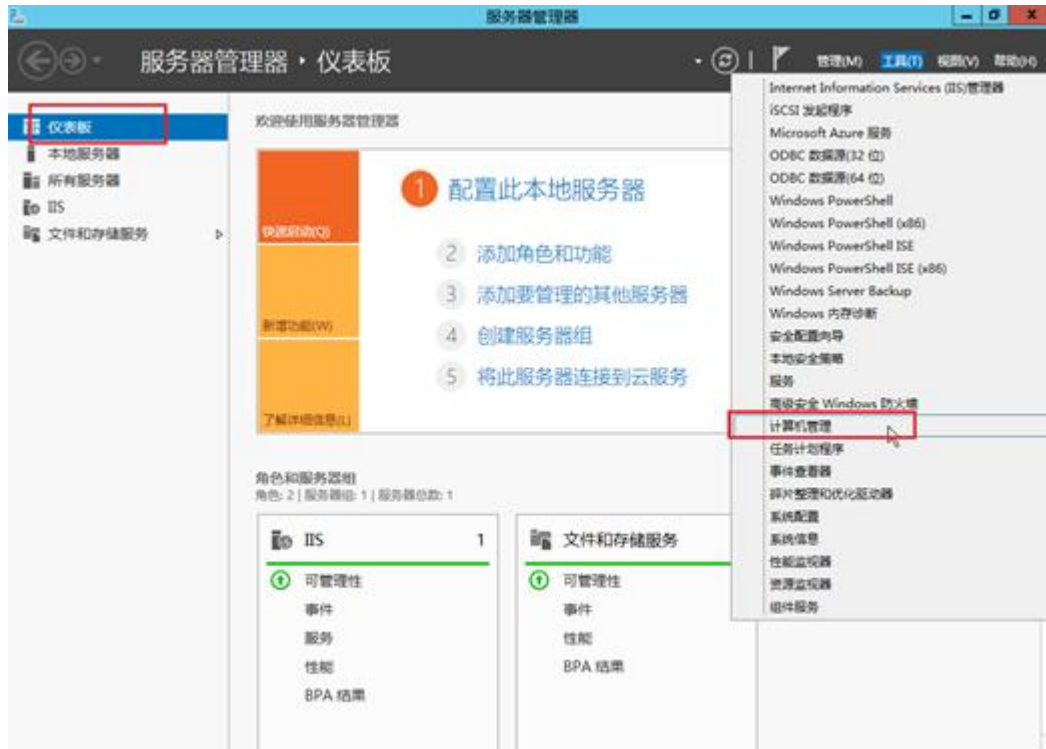 服务器管理器
服务器管理器 · 仪表板
管理(M) 工具(T) 视图(V) 帮助(H)
仪表板
本地服务器
所有服务器
IIS
文件和存储服务
欢迎使用服务器管理器
快速启动(Q)
新增功能(W)
了解详细信息(L)
1 配置此本地服务器
2 添加角色和功能
3 添加要管理的其他服务器
4 创建服务器组
5 将此服务器连接到云服务
角色和服务器组
角色: 2 | 服务器组: 1 | 服务器总数: 1
IIS 1
可管理性
事件
服务
性能
BPA 结果
文件和存储服务
可管理性
事件
性能
BPA 结果
Internet Information Services (IIS)管理器
iSCSI 发起程序
Microsoft Azure 服务
ODBC 数据源(32 位)
ODBC 数据源(64 位)
Windows PowerShell
Windows PowerShell (x86)
Windows PowerShell ISE
Windows PowerShell ISE (x86)
Windows Server Backup
Windows 内存诊断
安全配置向导
本地安全策略
服务
高级安全 Windows 防火墙
计算机管理
任务计划程序
事件查看器
碎片整理和优化驱动器
系统配置
系统信息
性能监视器
资源监视器
组件服务